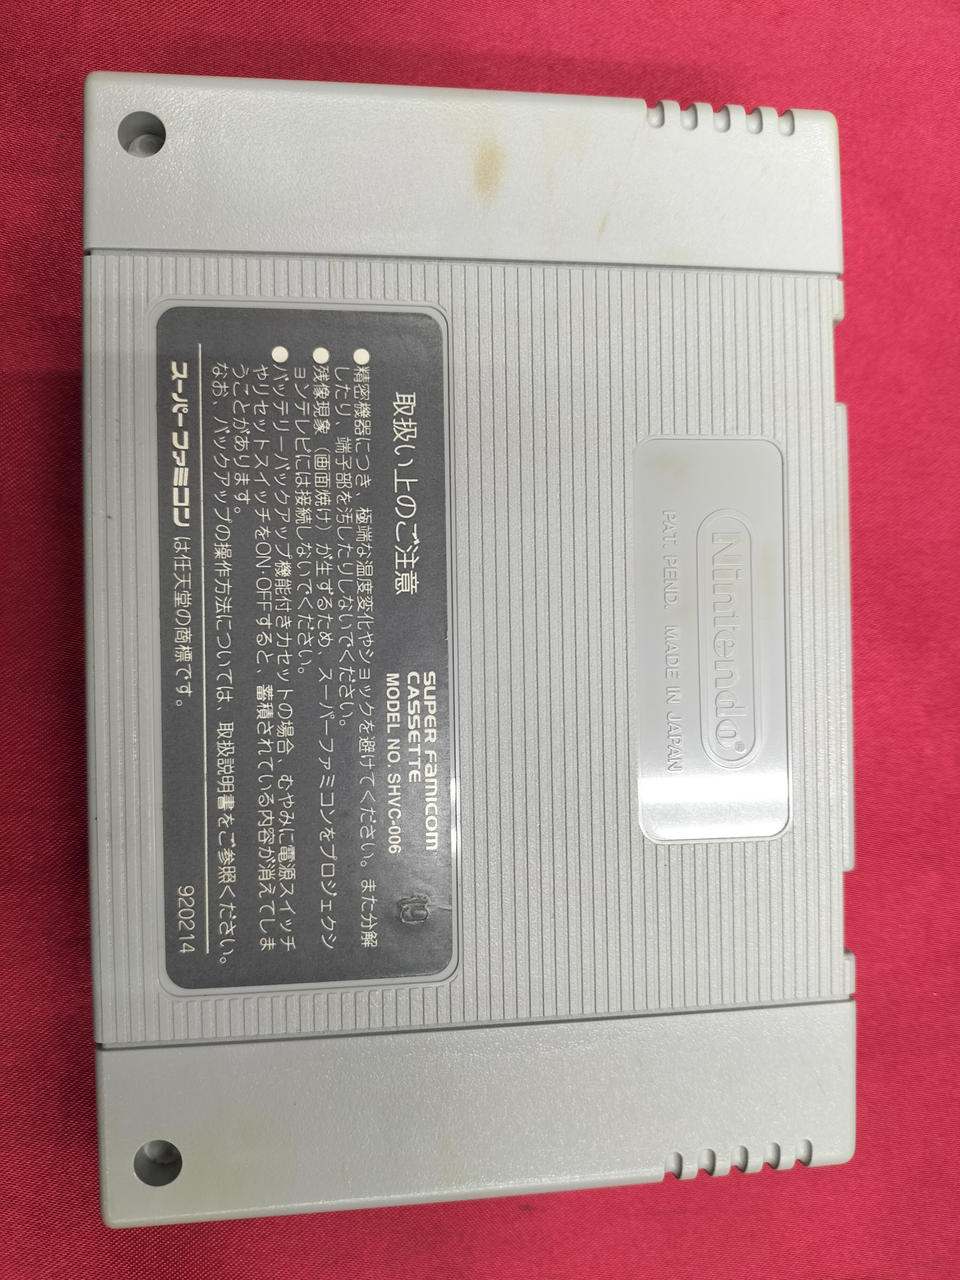 Nintendo®
PAT. PEND. MADE IN JAPAN
SUPER FAMICOM
CASSETTE
MODEL NO. SHVC-006
取扱い上のご注意
●精密機器につき、極端な温度変化やショックを避けてください。また分解
したり、端子部を汚したりしないでください。
●残像現象（画面焼け）が生ずるため、スーパーファミコンをプロジェクシ
ョンテレビには接続しないでください。
●バッテリーバックアップ機能付きカセットの場合、むやみに電源スイッチ
やリセットスイッチをON・OFFすると、蓄積されている内容が消えてしま
うことがあります。
なお、バックアップの操作方法については、取扱説明書をご参照ください。
スーパーファミコンは任天堂の商標です。
920214